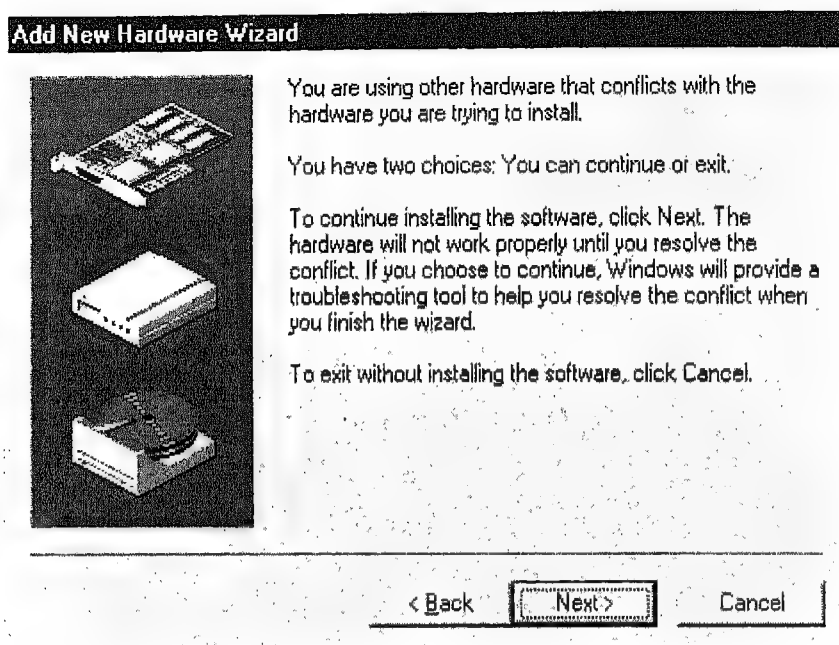 Add New Hardware Wizard
You are using other hardware that conflicts with the
hardware you are trying to install.
You have two choices: You can continue or exit.
To continue installing the software, click Next. The
hardware will not work properly until you resolve the
conflict. If you choose to continue, Windows will provide a
troubleshooting tool to help you resolve the conflict when
you finish the wizard.
To exit without installing the software, click Cancel.
< Back
Next >
Cancel